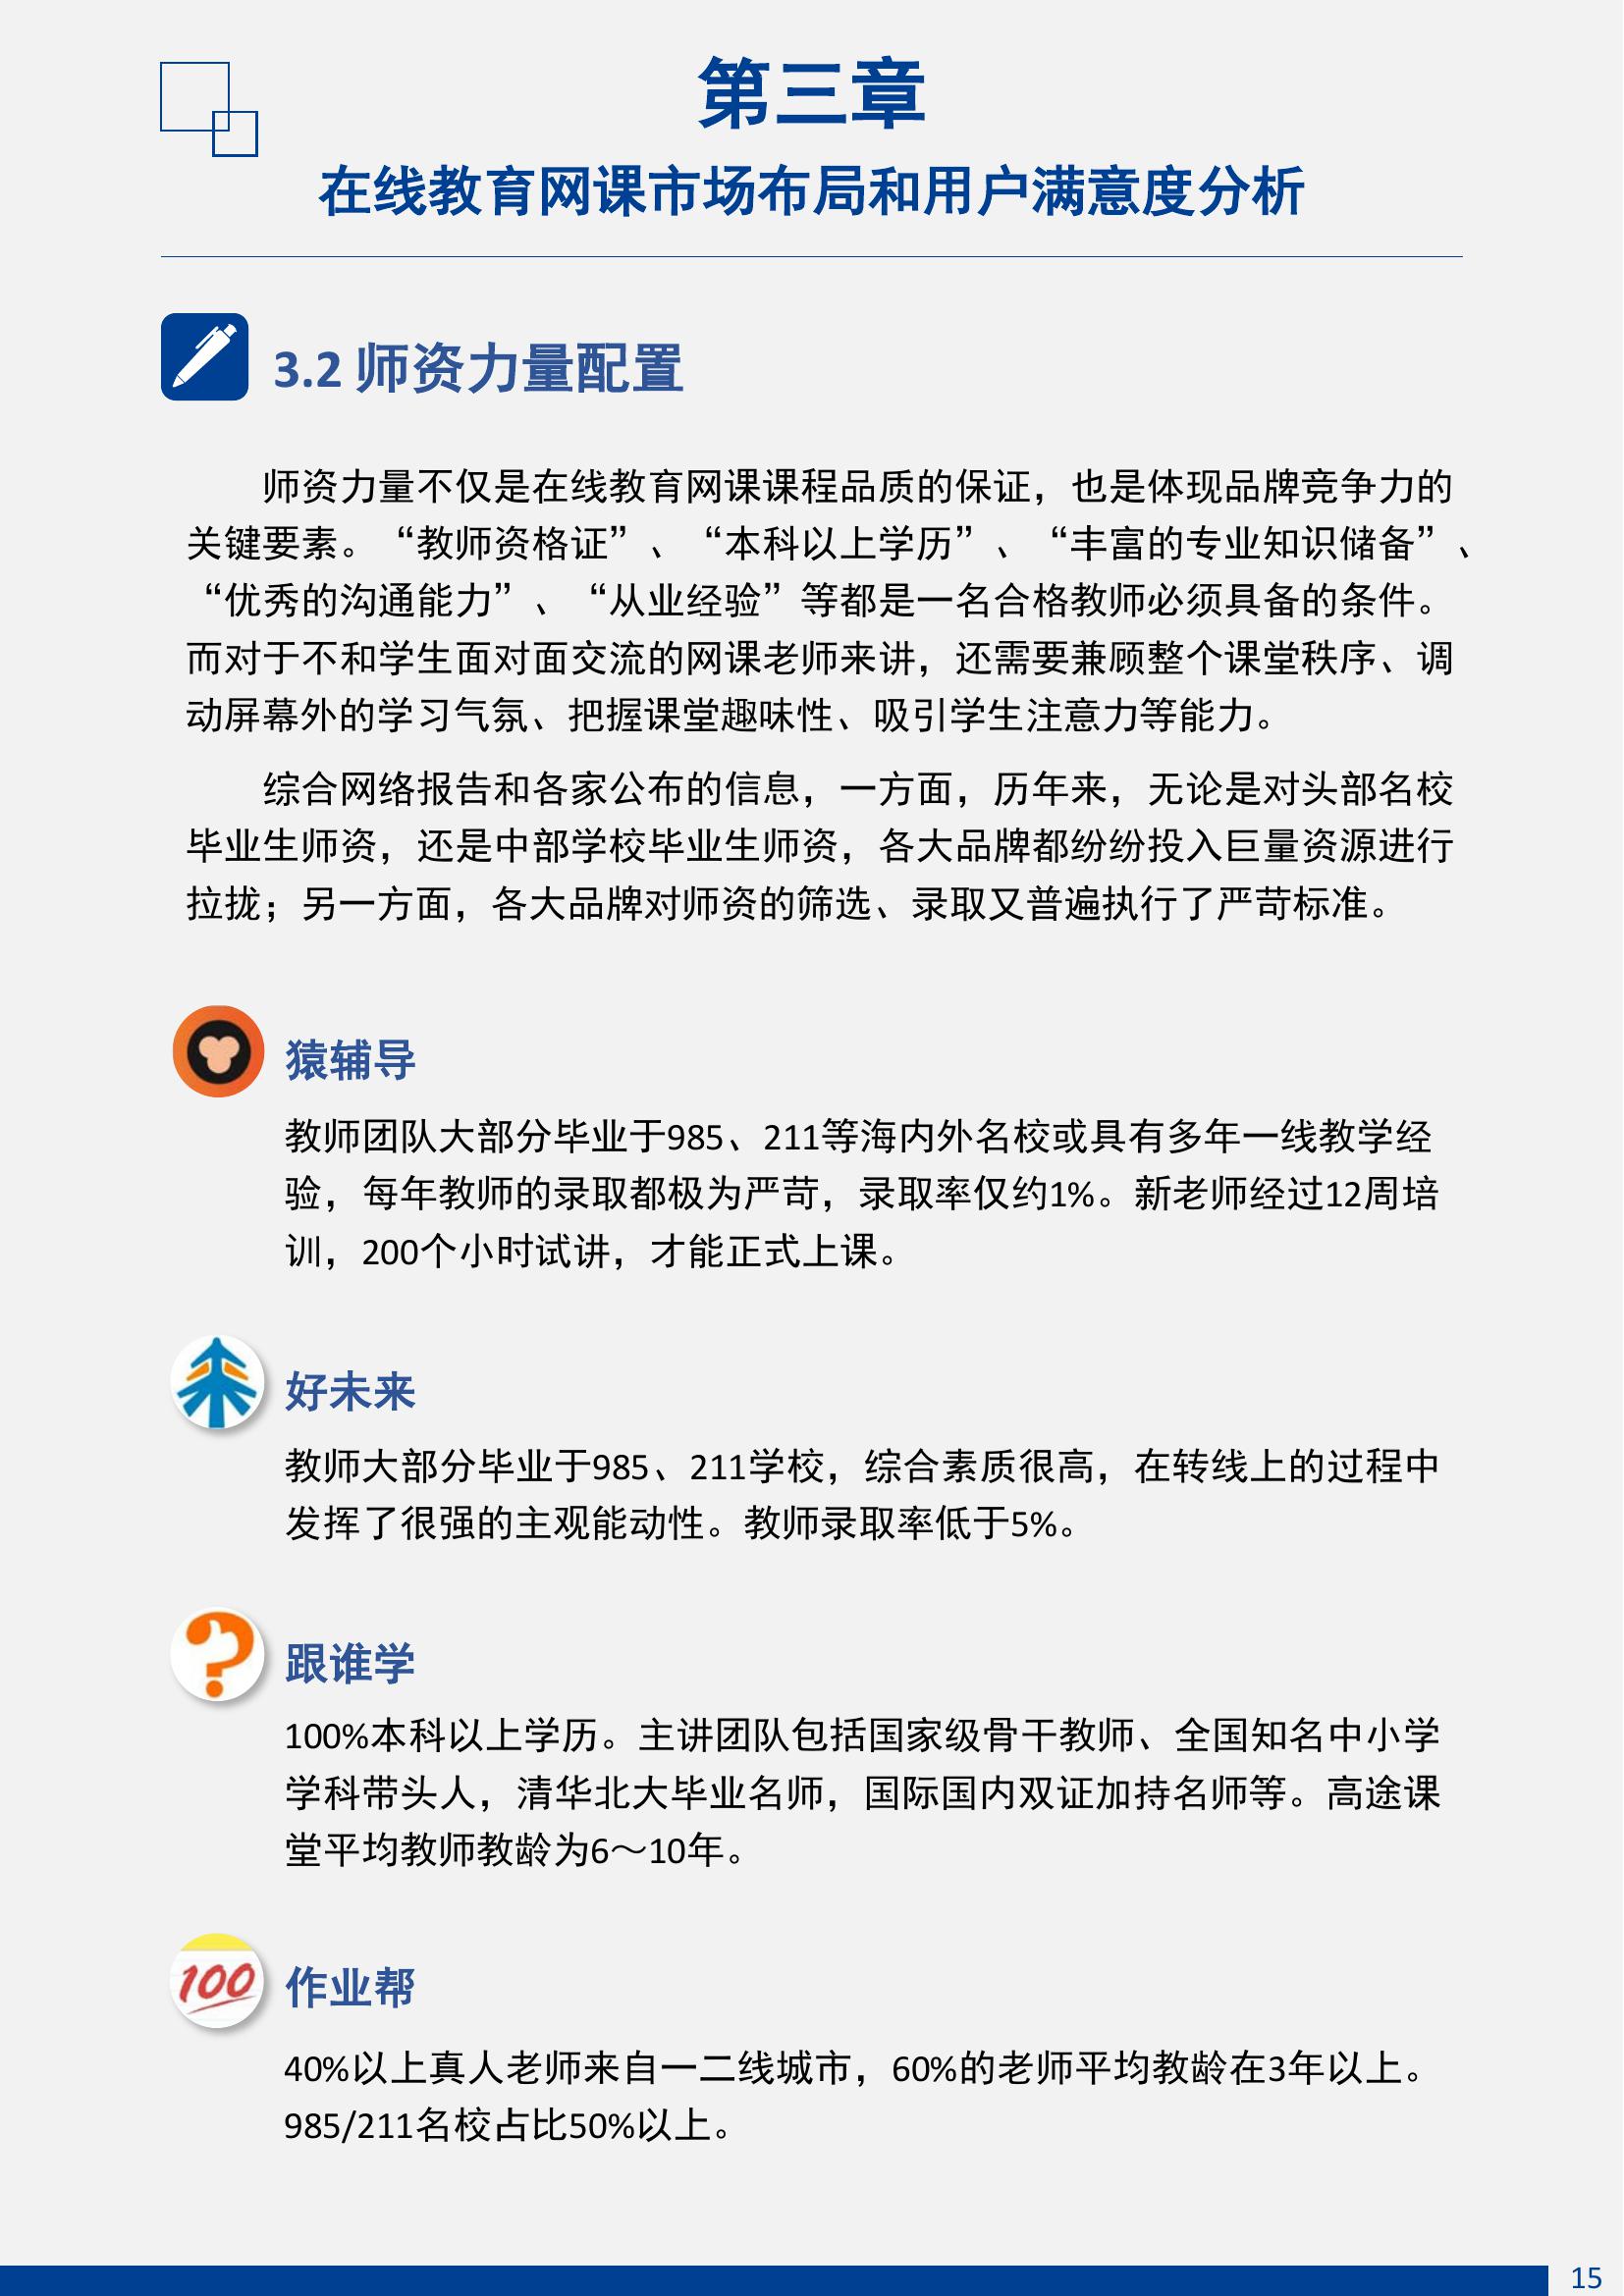 第三章
在线教育网课市场布局和用户满意度分析
3.2 师资力量配置
师资力量不仅是在线教育网课课程品质的保证，也是体现品牌竞争力的
关键要素。“教师资格证”、“本科以上学历”、“丰富的专业知识储备”、
“优秀的沟通能力”、“从业经验”等都是一名合格教师必须具备的条件。
而对于不和学生面对面交流的网课老师来讲，还需要兼顾整个课堂秩序、调
动屏幕外的学习气氛、把握课堂趣味性、吸引学生注意力等能力。
综合网络报告和各家公布的信息，一方面，历年来，无论是对头部名校
毕业生师资，还是中部学校毕业生师资，各大品牌都纷纷投入巨量资源进行
拉拢；另一方面，各大品牌对师资的筛选、录取又普遍执行了严苛标准。
猿辅导
教师团队大部分毕业于985、211等海内外名校或具有多年一线教学经
验，每年教师的录取都极为严苛，录取率仅约1%。新老师经过12周培
训，200个小时试讲，才能正式上课。
好未来
教师大部分毕业于985、211学校，综合素质很高，在转线上的过程中
发挥了很强的主观能动性。教师录取率低于5%。
跟谁学
100%本科以上学历。主讲团队包括国家级骨干教师、全国知名中小学
学科带头人，清华北大毕业名师，国际国内双证加持名师等。高途课
堂平均教师教龄为6～10年。
100
作业帮
40%以上真人老师来自一二线城市，60%的老师平均教龄在3年以上。
985/211名校占比50%以上。
15